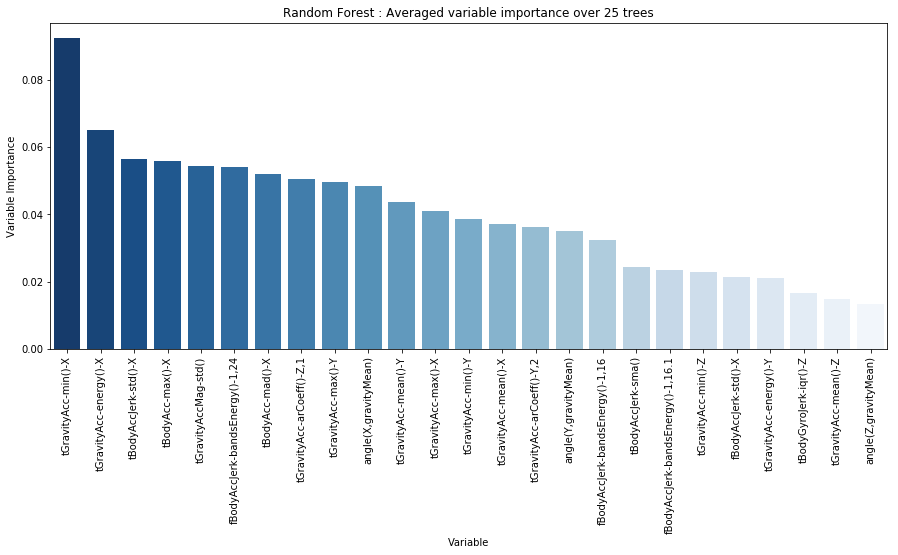 Random Forest : Averaged variable importance over 25 trees
Variable Importance
0.08
0.06
0.04
0.02
0.00
tGravityAcc-min()-X
tGravityAcc-energy()-X
tBodyAccJerk-std()-X
tBodyAcc-max()-X
tGravityAccMag-std()
fBodyAccJerk-bandsEnergy()-1,24
tBodyAcc-mad()-X
tGravityAcc-arCoeff()-Z,1
tGravityAcc-max()-Y
angle(X,gravityMean)
tGravityAcc-mean()-Y
tGravityAcc-max()-X
tGravityAcc-min()-Y
tGravityAcc-mean()-X
tGravityAcc-arCoeff()-Y,2
angle(Y,gravityMean)
fBodyAccJerk-bandsEnergy()-1,16
tBodyAccJerk-sma()
fBodyAccJerk-bandsEnergy()-1,16.1
tGravityAcc-min()-Z
fBodyAccJerk-std()-X
tGravityAcc-energy()-Y
tBodyGyroJerk-iqr()-Z
tGravityAcc-mean()-Z
angle(Z,gravityMean)
Variable